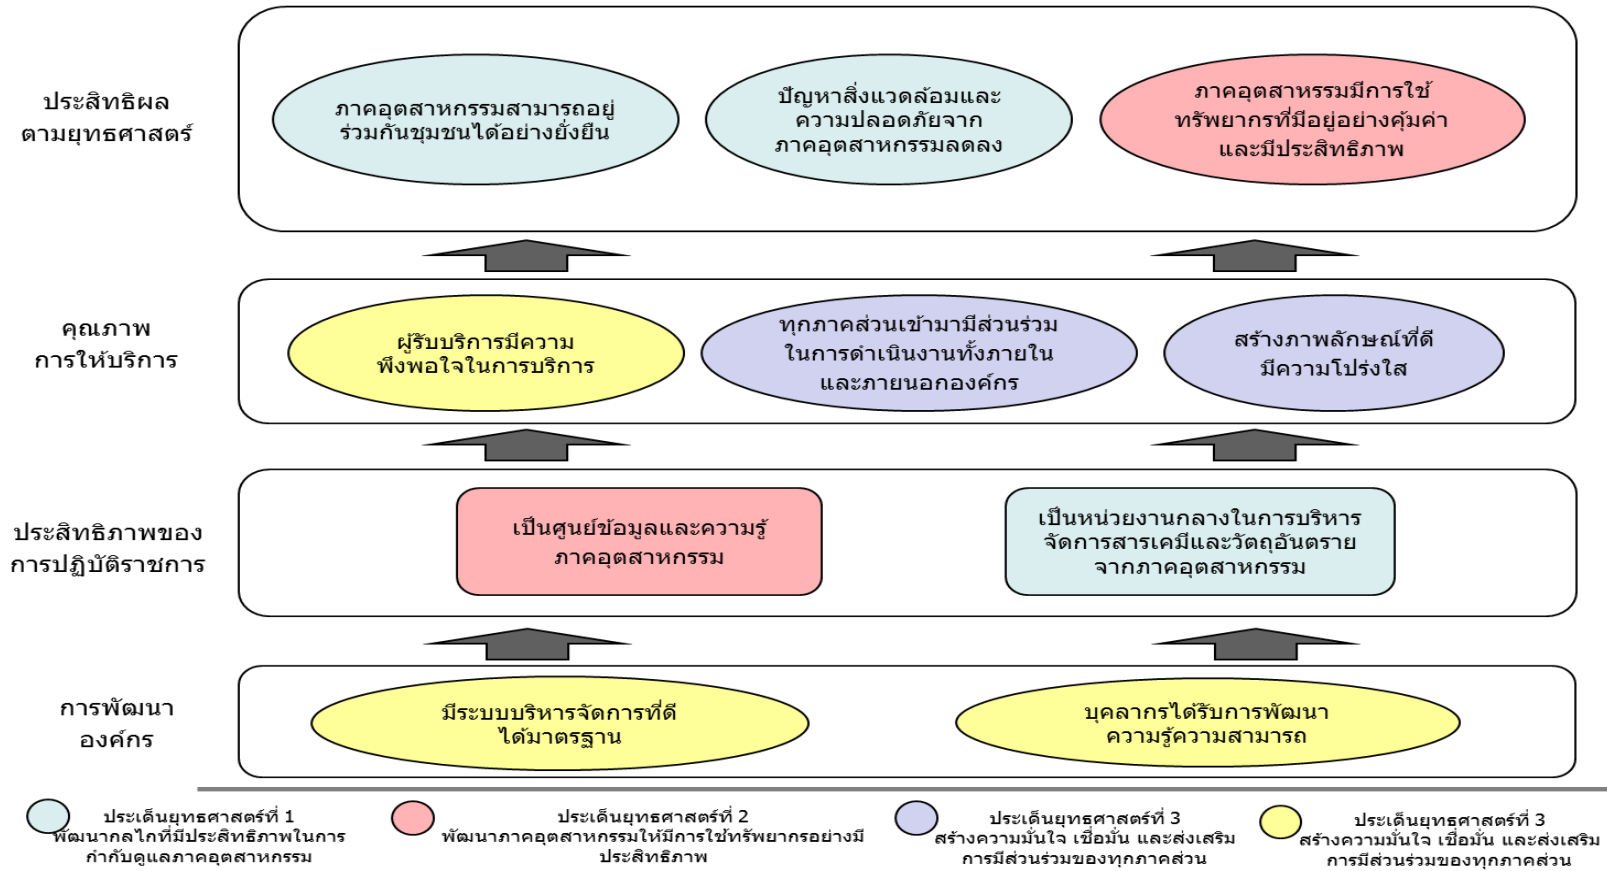 ประสิทธิผล
ตามยุทธศาสตร์
ภาคอุตสาหกรรมสามารถอยู่
ร่วมกันชุมชนได้อย่างยั่งยืน
ปัญหาสิ่งแวดล้อมและ
ความปลอดภัยจาก
ภาคอุตสาหกรรมลดลง
ภาคอุตสาหรรมมีการใช้
ทรัพยากรที่มีอยู่อย่างคุ้มค่า
และมีประสิทธิภาพ
คุณภาพ
การให้บริการ
ผู้รับบริการมีความ
พึงพอใจในการบริการ
ทุกภาคส่วนเข้ามามีส่วนร่วม
ในการดำเนินงานทั้งภายใน
และภายนอกองค์กร
สร้างภาพลักษณ์ที่ดี
มีความโปร่งใส
ประสิทธิภาพของ
การปฏิบัติราชการ
เป็นศูนย์ข้อมูลและความรู้
ภาคอุตสาหกรรม
เป็นหน่วยงานกลางในการบริหาร
จัดการสารเคมีและวัตถุอันตราย
จากภาคอุตสาหกรรม
การพัฒนา
องค์กร
มีระบบบริหารจัดการที่ดี
ได้มาตรฐาน
บุคลากรได้รับการพัฒนา
ความรู้ความสามารถ
ประเด็นยุทธศาสตร์ที่ 1
พัฒนากลไกที่มีประสิทธิภาพในการ
กำกับดูแลภาคอุตสาหกรรม
ประเด็นยุทธศาสตร์ที่ 2
พัฒนาภาคอุตสาหกรรมให้มีการใช้ทรัพยากรอย่างมี
ประสิทธิภาพ
ประเด็นยุทธศาสตร์ที่ 3
สร้างความมั่นใจ เชื่อมั่น และส่งเสริม
การมีส่วนร่วมของทุกภาคส่วน
ประเด็นยุทธศาสตร์ที่ 3
สร้างความมั่นใจ เชื่อมั่น และส่งเสริม
การมีส่วนร่วมของทุกภาคส่วน